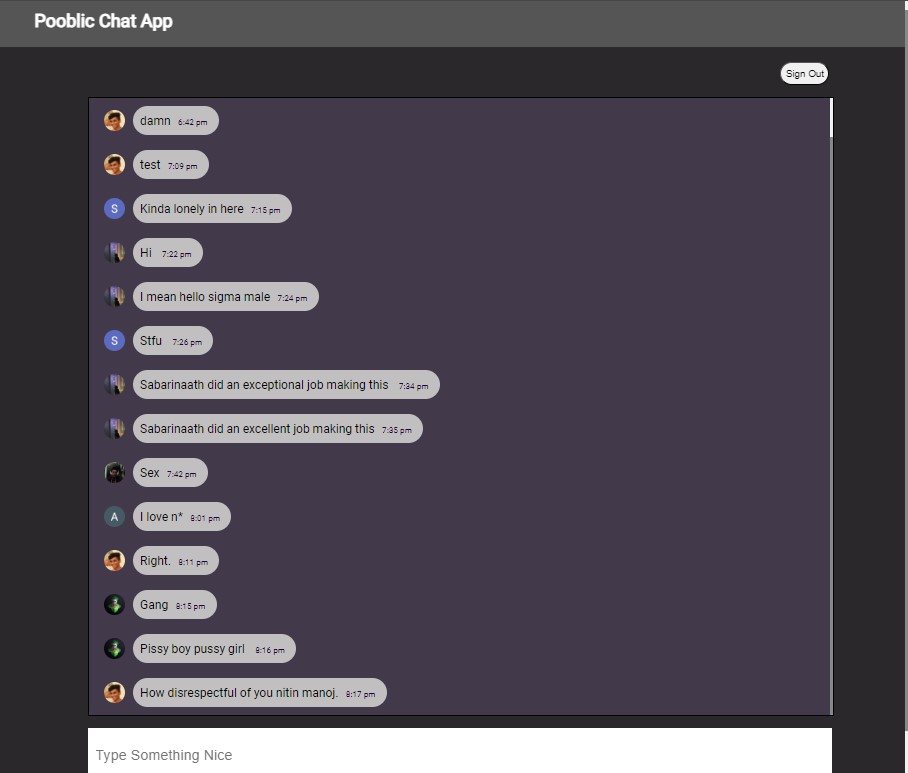 Pooblic Chat App
Sign Out
damn 6:42 pm
test 7:09 pm
S Kinda lonely in here 7:15 pm
Hi 7:22 pm
I mean hello sigma male 7:24 pm
S Stfu 7:26 pm
Sabarinaath did an exceptional job making this 7:34 pm
Sabarinaath did an excellent job making this 7:35 pm
Sex 7:42 pm
A I love n* 8:01 pm
Right. 8:11 pm
Gang 8:15 pm
Pissy boy pussy girl 8:16 pm
How disrespectful of you nitin manoj. 8:17 pm
Type Something Nice